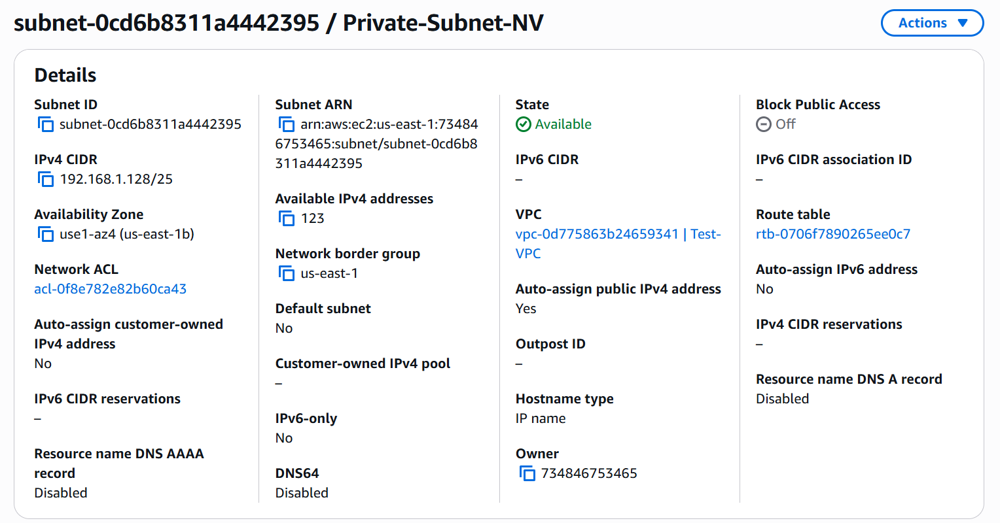 subnet-0cd6b8311a4442395 / Private-Subnet-NV
Actions
Details
Subnet ID
subnet-0cd6b8311a4442395
IPv4 CIDR
192.168.1.128/25
Availability Zone
use1-az4 (us-east-1b)
Network ACL
acl-0f8e782e82b60ca43
Auto-assign customer-owned
IPv4 address
No
IPv6 CIDR reservations
–
Resource name DNS AAAA
record
Disabled
Subnet ARN
arn:aws:ec2:us-east-1:73484
6753465:subnet/subnet-0cd6b8
311a4442395
Available IPv4 addresses
123
Network border group
us-east-1
Default subnet
No
Customer-owned IPv4 pool
–
IPv6-only
No
DNS64
Disabled
State
Available
IPv6 CIDR
–
VPC
vpc-0d775863b24659341 | Test-
VPC
Auto-assign public IPv4 address
Yes
Outpost ID
–
Hostname type
IP name
Owner
734846753465
Block Public Access
Off
IPv6 CIDR association ID
–
Route table
rtb-0706f7890265ee0c7
Auto-assign IPv6 address
No
IPv4 CIDR reservations
–
Resource name DNS A record
Disabled